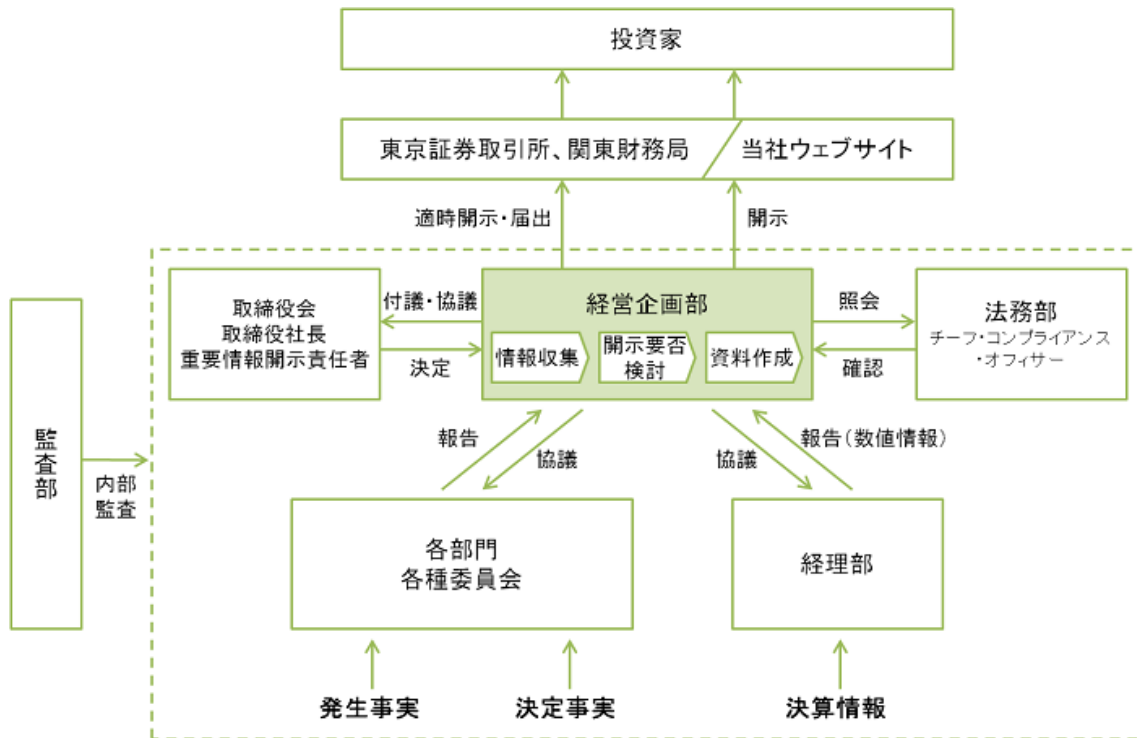 投資家
東京証券取引所、関東財務局
当社ウェブサイト
適時開示・届出
開示
取締役会
取締役社長
重要情報開示責任者
付議・協議
決定
経営企画部
情報収集
開示要否
検討
資料作成
照会
確認
法務部
チーフ・コンプライアンス
・オフィサー
監査部
内部
監査
報告
協議
協議
報告(数値情報)
各部門
各種委員会
経理部
発生事実
決定事実
決算情報